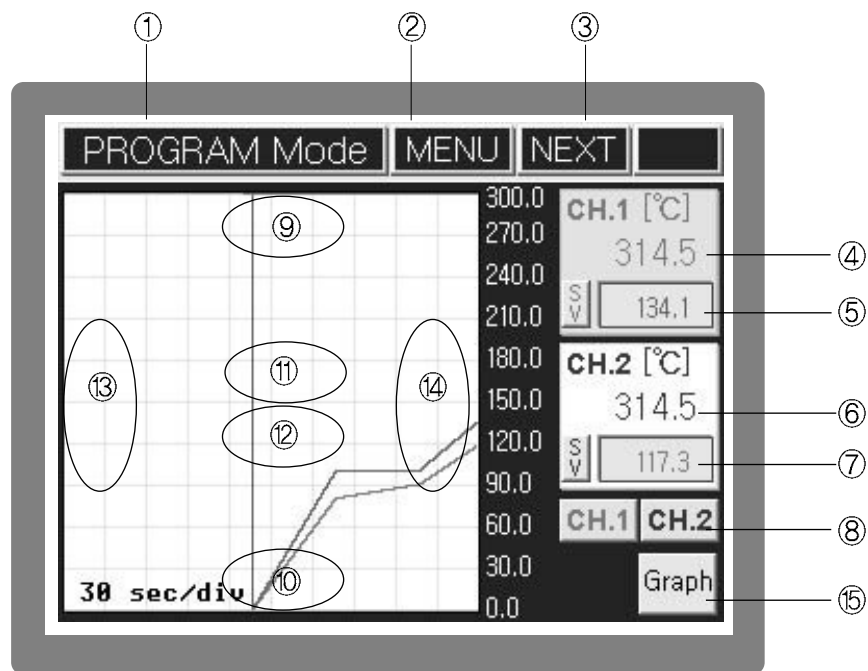 ① ② ③
PROGRAM Mode MENU NEXT
300.0
270.0
240.0
210.0
180.0
150.0
120.0
90.0
60.0
30.0
0.0
⑨
⑪
⑫
⑬
⑭
⑩
30 sec/div
CH.1 [℃]
314.5 ④
SV 134.1 ⑤
CH.2 [℃]
314.5 ⑥
SV 117.3 ⑦
CH.1 CH.2 ⑧
Graph ⑮